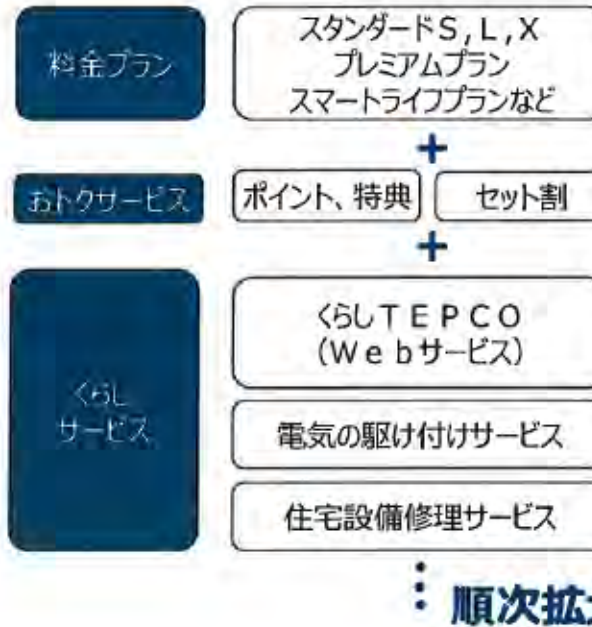 料金プラン
スタンダードS,L,X
プレミアムプラン
スマートライフプランなど
+
おトクサービス
ポイント、特典
セット割
+
くらし
サービス
くらしTEPCO
(Webサービス)
電気の駆け付けサービス
住宅設備修理サービス
順次拡